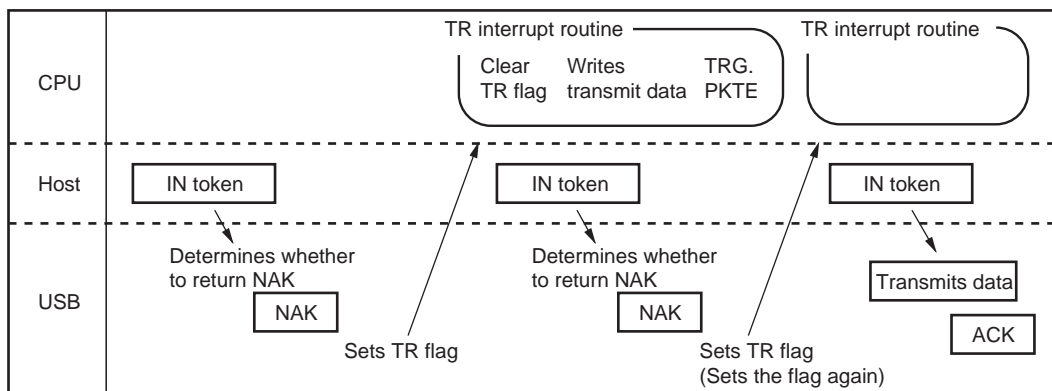 CPU
TR interrupt routine
Clear Writes TRG.
TR flag transmit data PKTE
TR interrupt routine
Host
IN token
IN token
IN token
USB
Determines whether
to return NAK
NAK
Sets TR flag
Determines whether
to return NAK
NAK
Sets TR flag
(Sets the flag again)
Transmits data
ACK